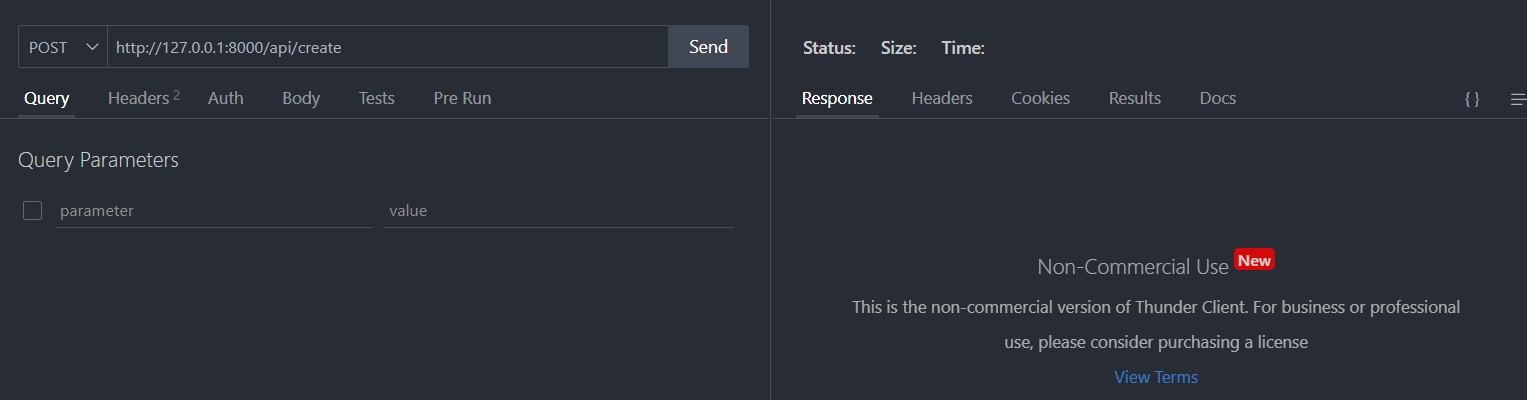 POST http://127.0.0.1:8000/api/create Send
Query Headers 2 Auth Body Tests Pre Run
Query Parameters
parameter value
Status: Size: Time:
Response Headers Cookies Results Docs { }
Non-Commercial Use New
This is the non-commercial version of Thunder Client. For business or professional
use, please consider purchasing a license
View Terms